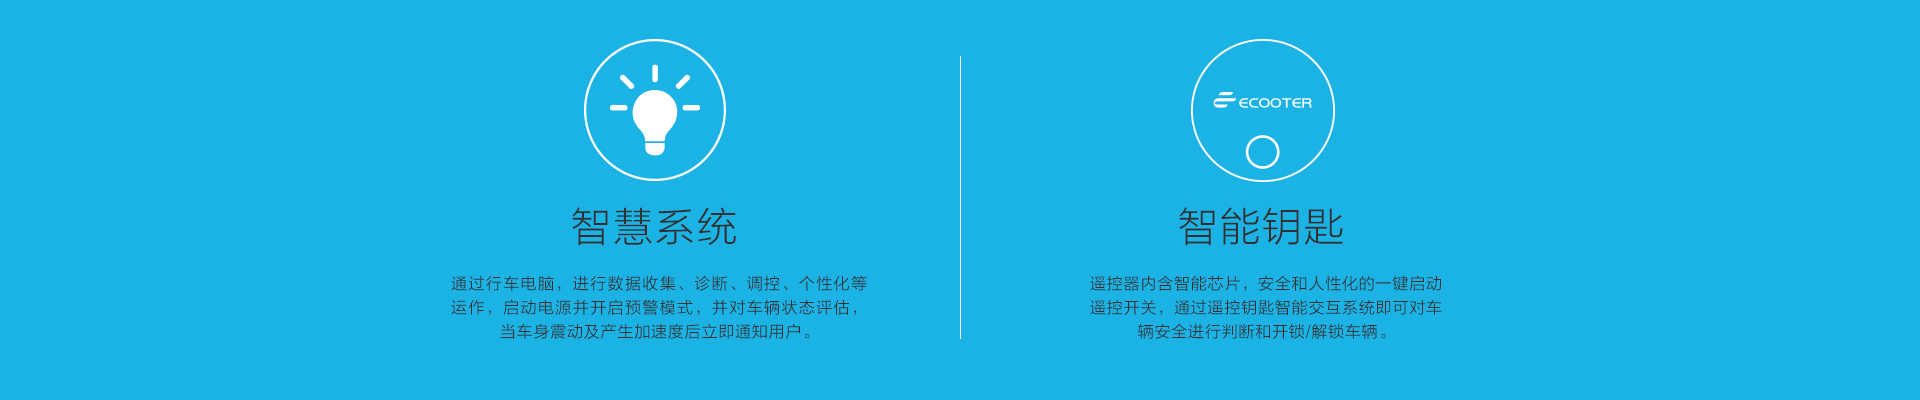 智慧系统
通过行车电脑，进行数据收集、诊断、调控、个性化等
运作，启动电源并开启预警模式，并对车辆状态评估，
当车身震动及产生加速度后立即通知用户。
ECOOTER
智能钥匙
遥控器内含智能芯片，安全和人性化的一键启动
遥控开关，通过遥控钥匙智能交互系统即可对车
辆安全进行判断和开锁/解锁车辆。